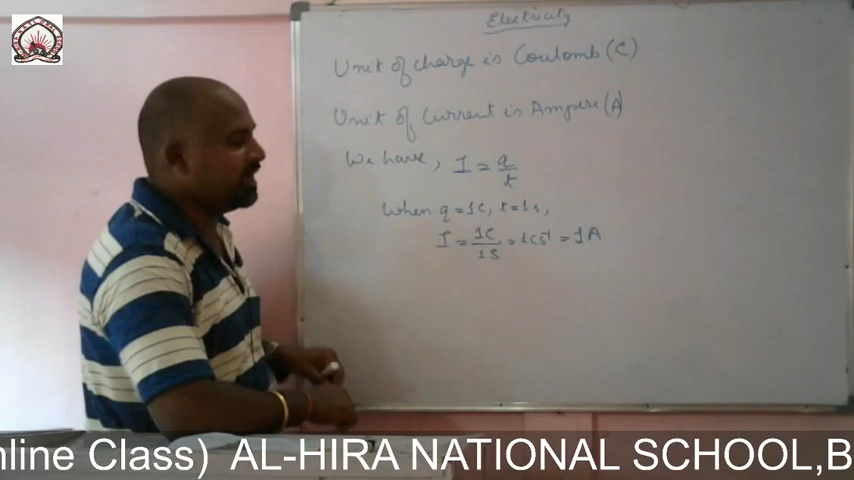 Electricity
Unit of charge is Coulomb (C)
Unit of Current is Ampere (A)
We have, I = q/t
When q = 1C, t = 1s,
I = 1C/1S = 1Cs⁻¹ = 1A
nline Class) AL-HIRA NATIONAL SCHOOL,B